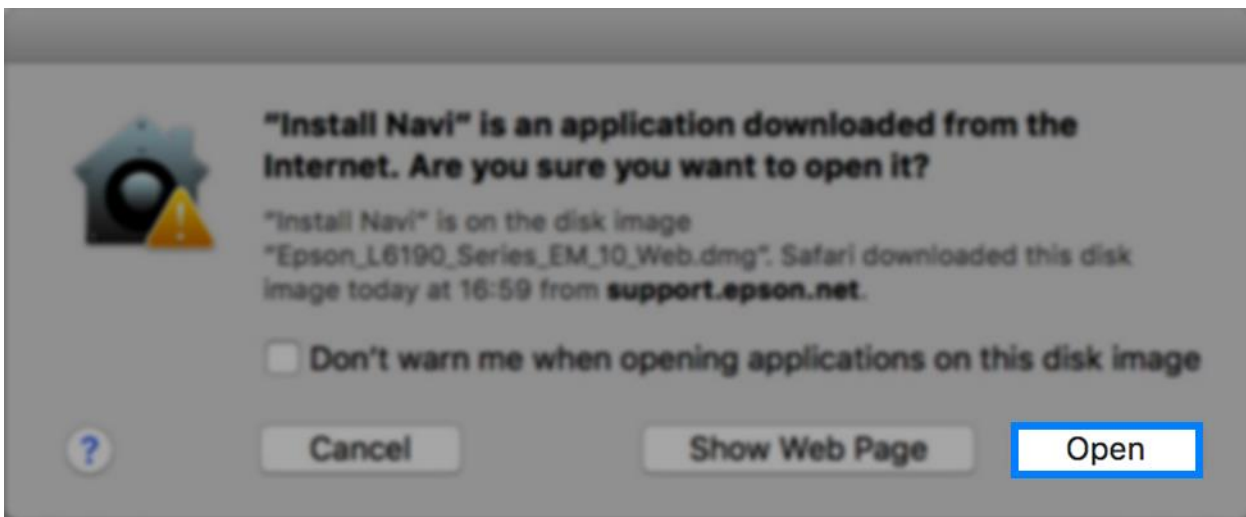 “Install Navi” is an application downloaded from the
Internet. Are you sure you want to open it?
“Install Navi” is on the disk image
“Epson_L6190_Series_EM_10_Web.dmg”. Safari downloaded this disk
image today at 16:59 from support.epson.net.
Don’t warn me when opening applications on this disk image
?
Cancel
Show Web Page
Open